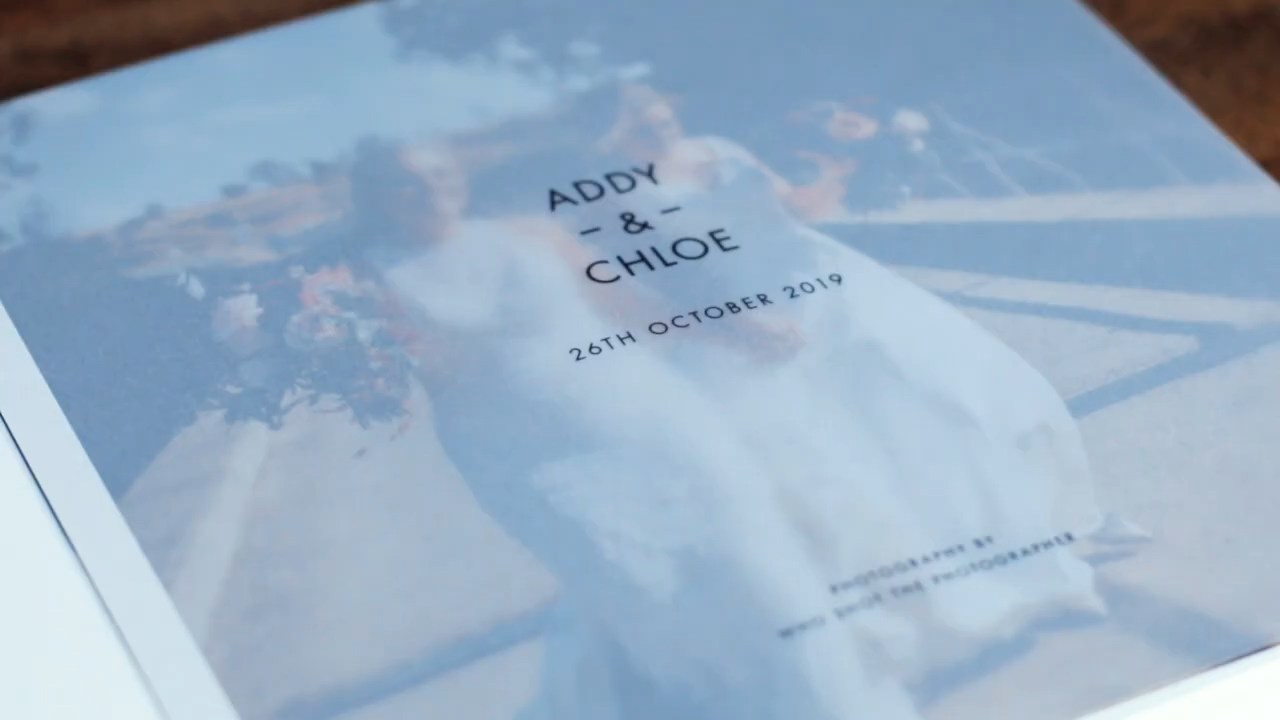 ADDY
– & –
CHLOE
26TH OCTOBER 2019
PHOTOGRAPHY BY
WHO SHOT THE PHOTOGRAPHER